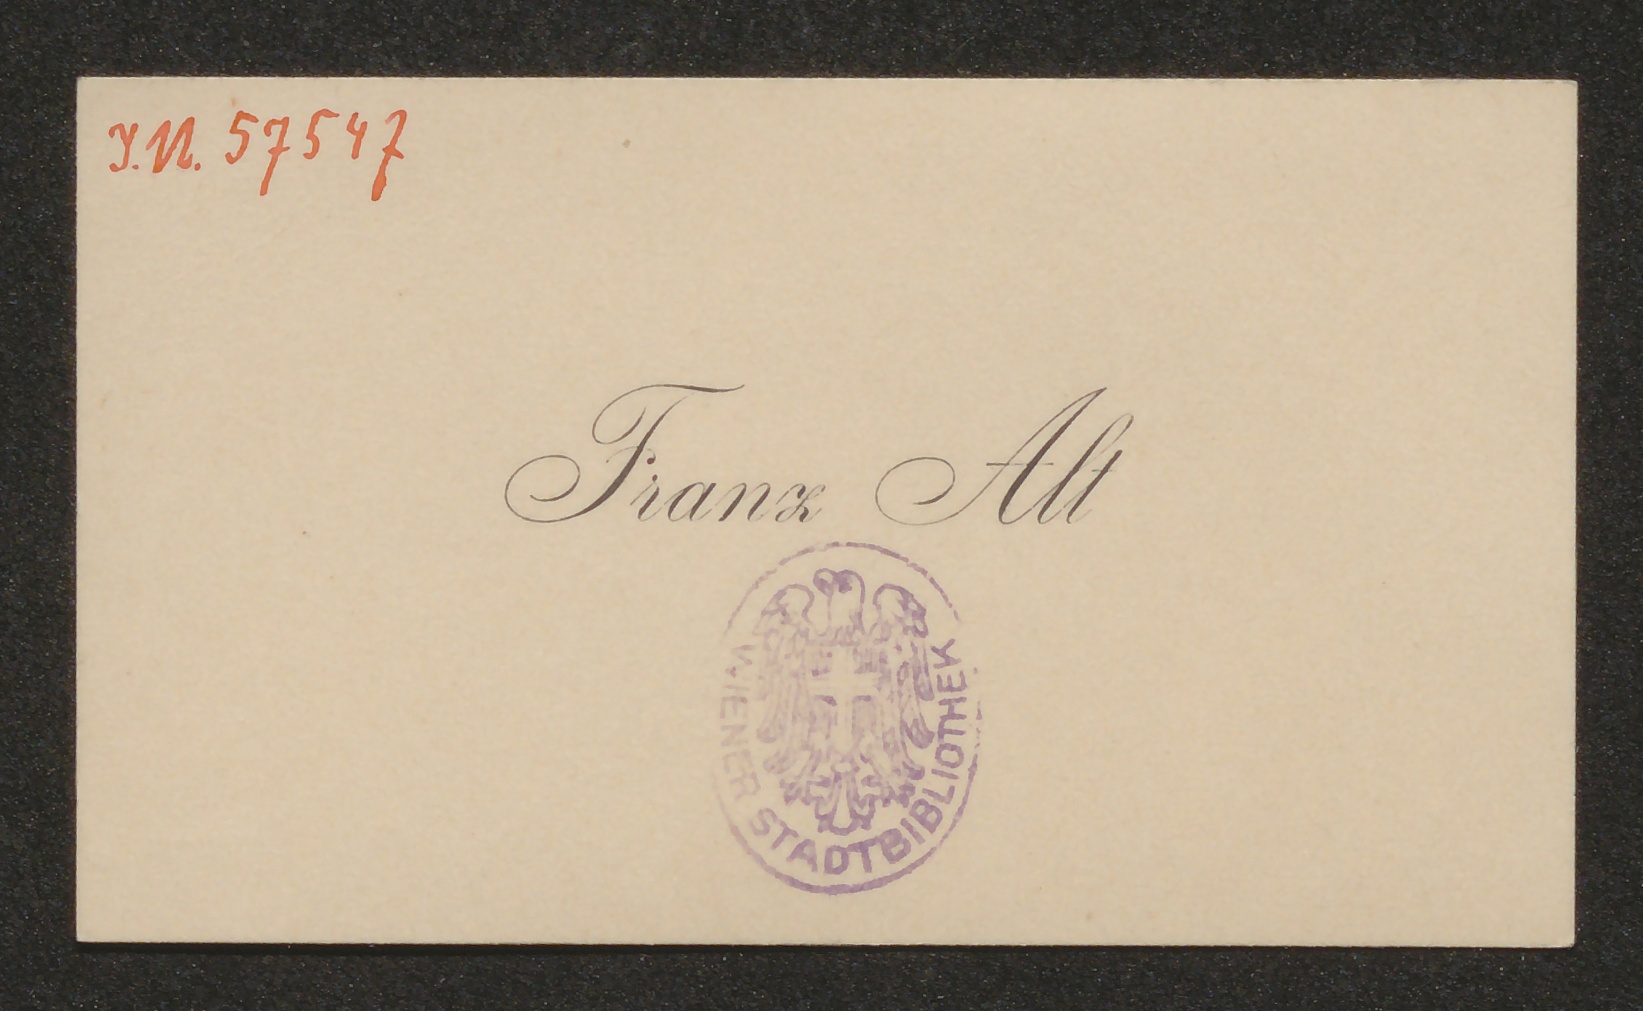 J.N. 57547
Franz Alt
WIENER STADTBIBLIOTHEK